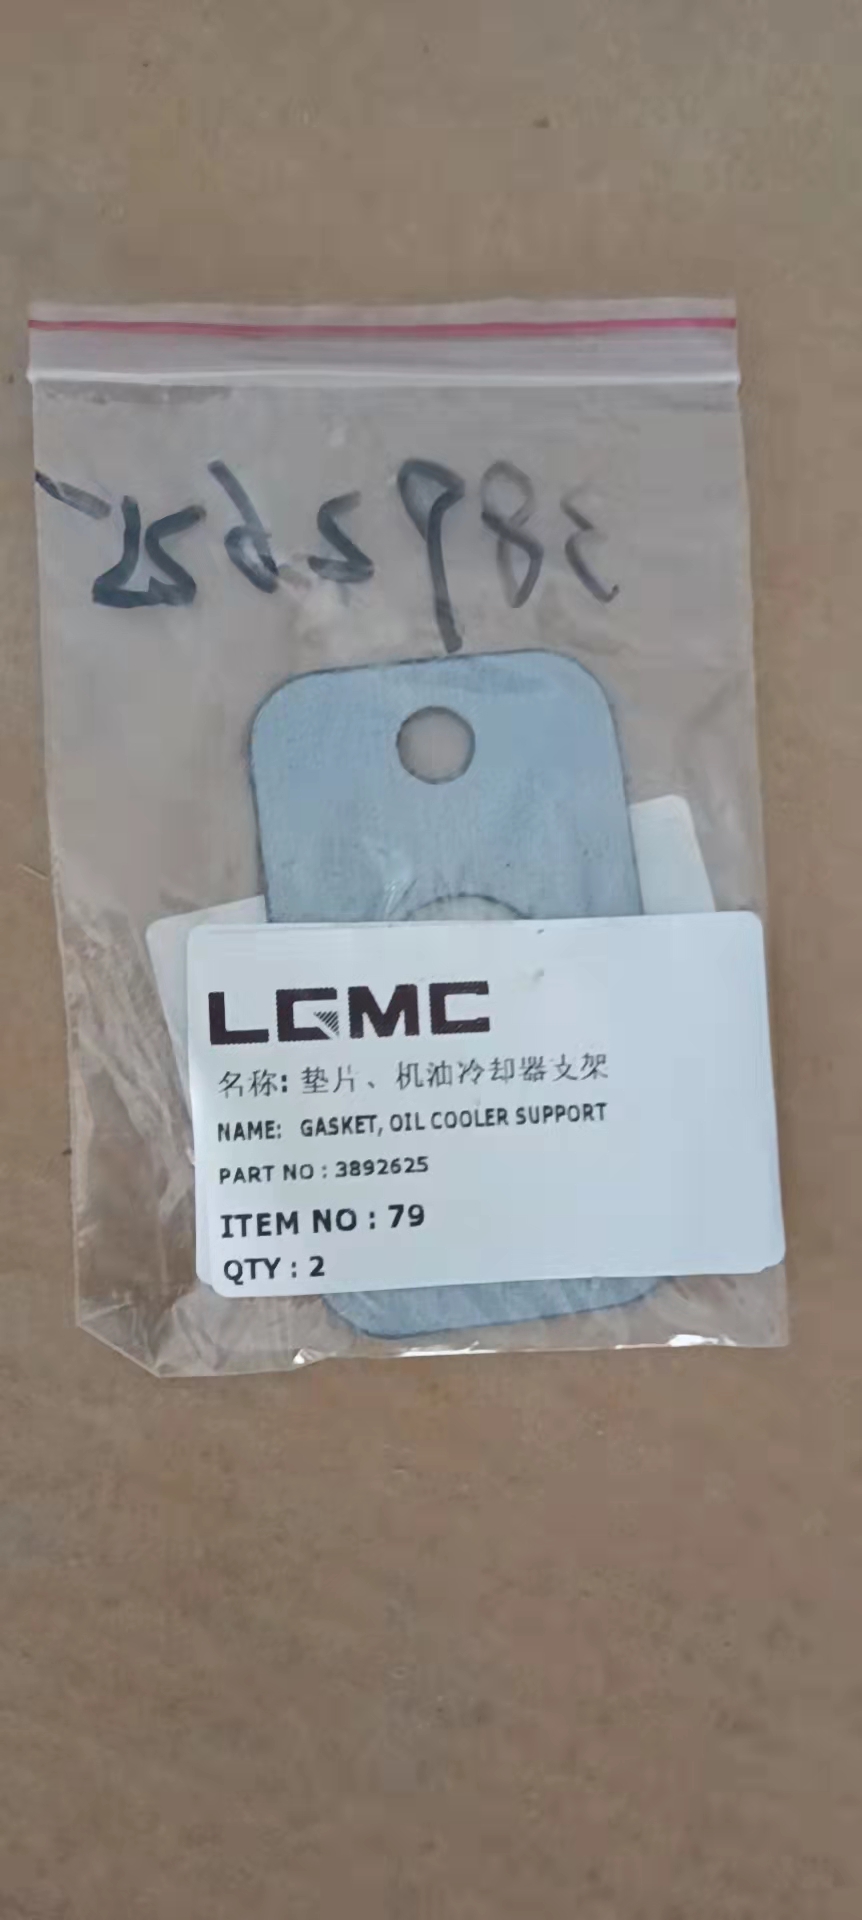 3892625
LGMC
名称: 垫片、机油冷却器支架
NAME: GASKET, OIL COOLER SUPPORT
PART NO : 3892625
ITEM NO : 79
QTY : 2